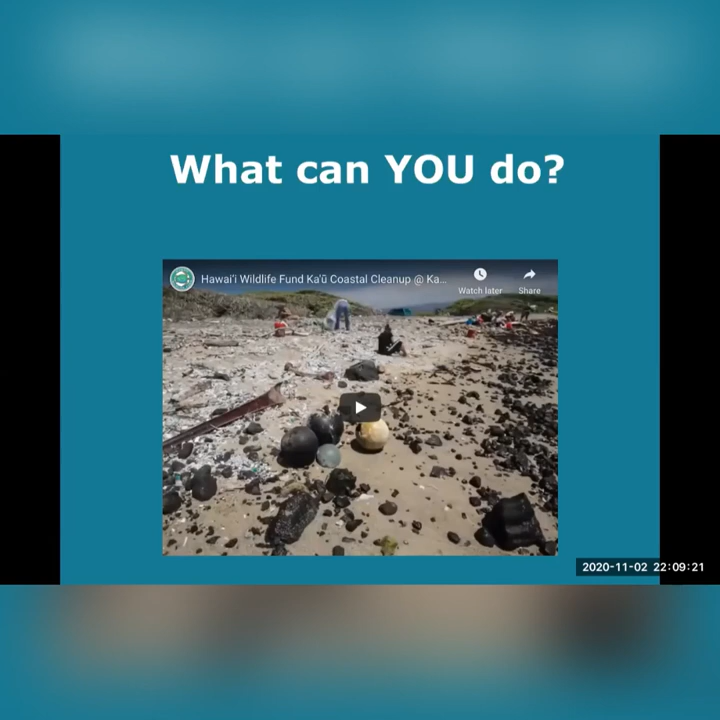 What can YOU do?
Hawai'i Wildlife Fund Ka'ū Coastal Cleanup @ Ka...
Watch later
Share
2020-11-02 22:09:21